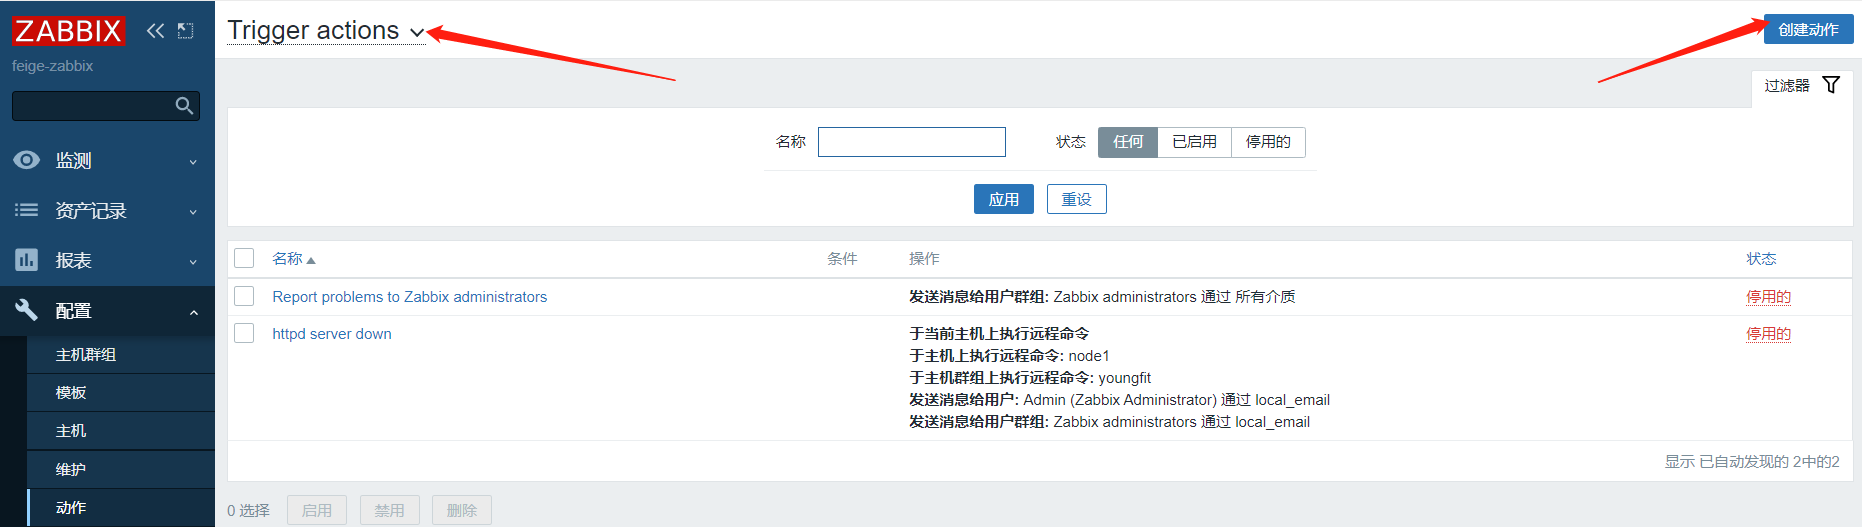 ZABBIX
feige-zabbix
监测
资产记录
报表
配置
主机群组
模板
主机
维护
动作
Trigger actions
创建动作
过滤器
名称
状态 任何 已启用 停用的
应用 重设
名称 条件 操作 状态
Report problems to Zabbix administrators 发送消息给用户群组: Zabbix administrators 通过 所有介质 停用的
httpd server down 于当前主机上执行远程命令 停用的
于主机上执行远程命令: node1
于主机群组上执行远程命令: youngfit
发送消息给用户: Admin (Zabbix Administrator) 通过 local_email
发送消息给用户群组: Zabbix administrators 通过 local_email
显示 已自动发现的 2中的2
0 选择 启用 禁用 删除